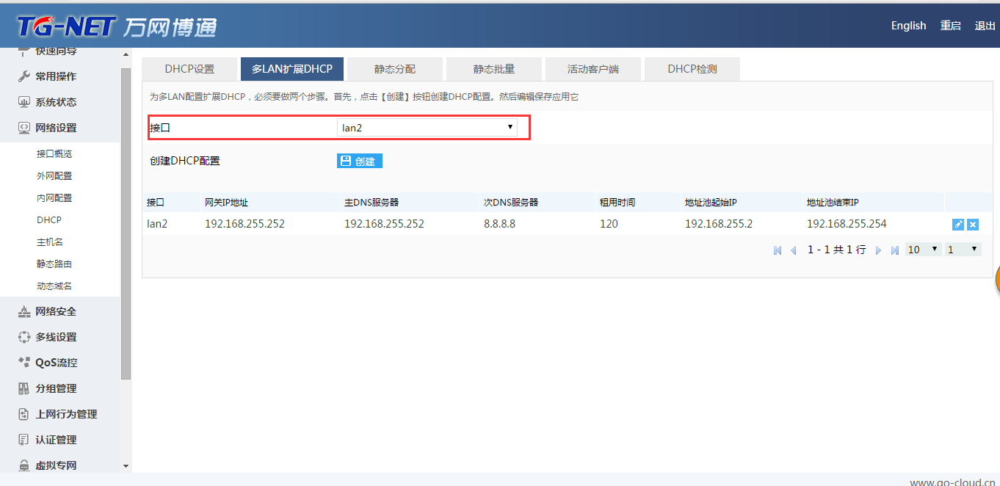 TG-NET 万网博通
English 重启 退出
快速向导
常用操作
系统状态
网络设置
接口概览
外网配置
内网配置
DHCP
主机名
静态路由
动态域名
网络安全
多线设置
QoS流控
分组管理
上网行为管理
认证管理
虚拟专网
DHCP设置 多LAN扩展DHCP 静态分配 静态批量 活动客户端 DHCP检测
为多LAN配置扩展DHCP，必须要做两个步骤。首先，点击【创建】按钮创建DHCP配置。然后编辑保存应用它
接口 lan2
创建DHCP配置 创建
接口 网关IP地址 主DNS服务器 次DNS服务器 租用时间 地址池起始IP 地址池结束IP
lan2 192.168.255.252 192.168.255.252 8.8.8.8 120 192.168.255.2 192.168.255.254
1 - 1 共 1 行 10 1
www.qo-cloud.cn